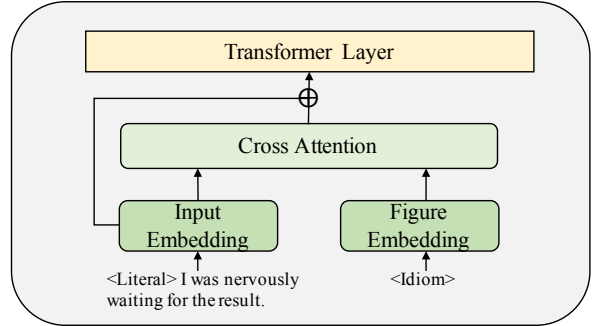 Transformer Layer
Cross Attention
Input
Embedding
Figure
Embedding
<Literal> I was nervously
waiting for the result.
<Idiom>